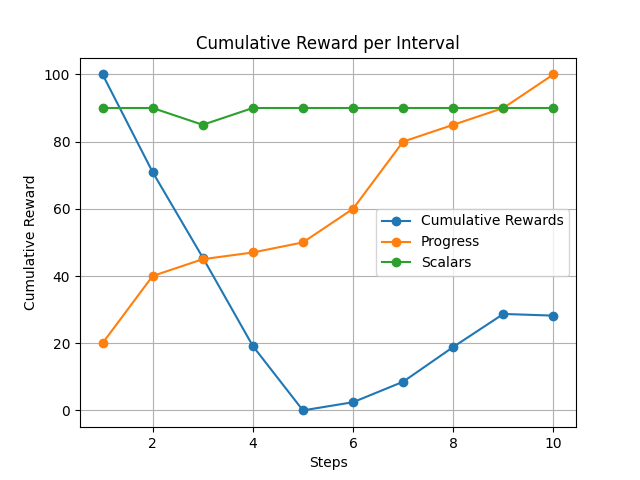 Cumulative Reward per Interval
100
80
60
40
20
0
Cumulative Reward
Cumulative Rewards
Progress
Scalars
2
4
6
8
10
Steps